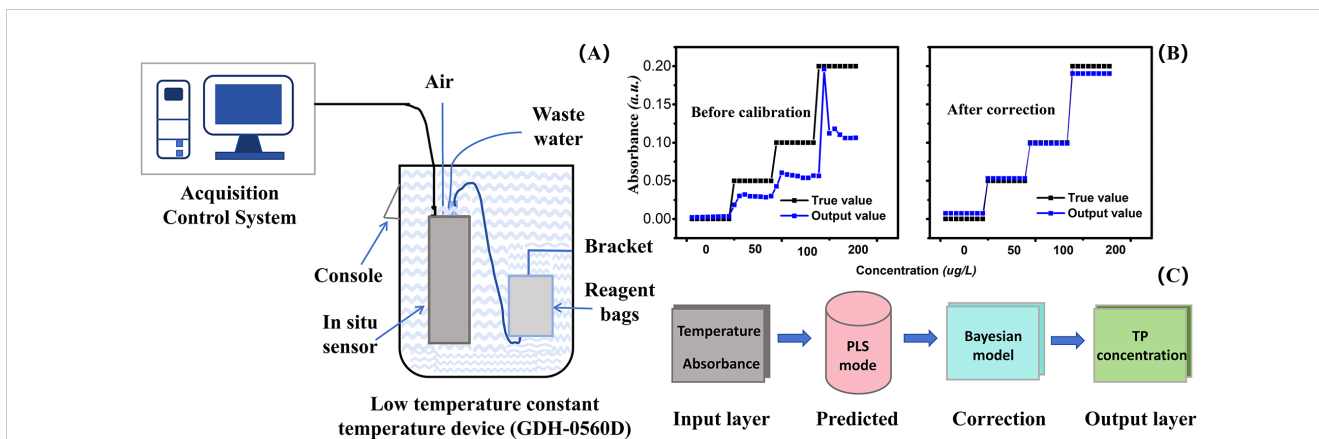 (A)
Air
Waste
water
Acquisition
Control System
Console
In situ
sensor
Bracket
Reagent
bags
Low temperature constant
temperature device (GDH-0560D)
(B)
Absorbance (a.u.)
0.20
0.15
0.10
0.05
0.00
Before calibration
True value
Output value
0 50 100 200
After correction
True value
Output value
0 50 100 200
Concentration (ug/L)
(C)
Temperature
Absorbance
PLS
mode
Bayesian
model
TP
concentration
Input layer
Predicted
Correction
Output layer